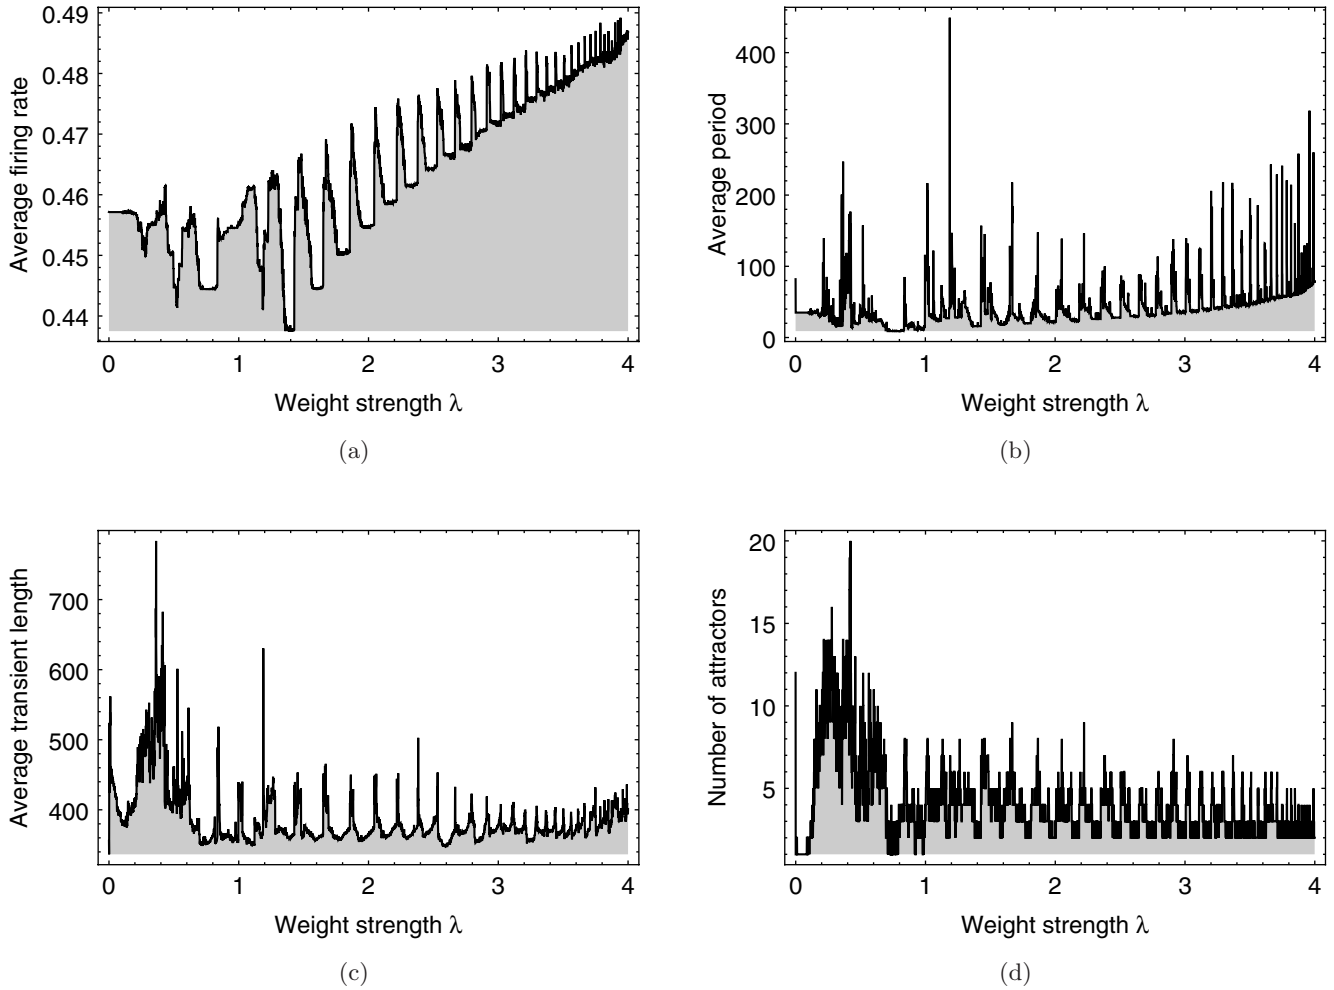 0.49
0.48
0.47
0.46
0.45
0.44
Average firing rate
0 1 2 3 4
Weight strength λ
(a)
400
300
200
100
0
Average period
0 1 2 3 4
Weight strength λ
(b)
700
600
500
400
Average transient length
0 1 2 3 4
Weight strength λ
(c)
20
15
10
5
Number of attractors
0 1 2 3 4
Weight strength λ
(d)